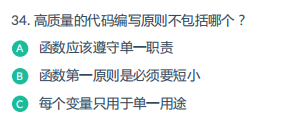 34. 高质量的代码编写原则不包括哪个？
A 函数应该遵守单一职责
B 函数第一原则是必须要短小
C 每个变量只用于单一用途